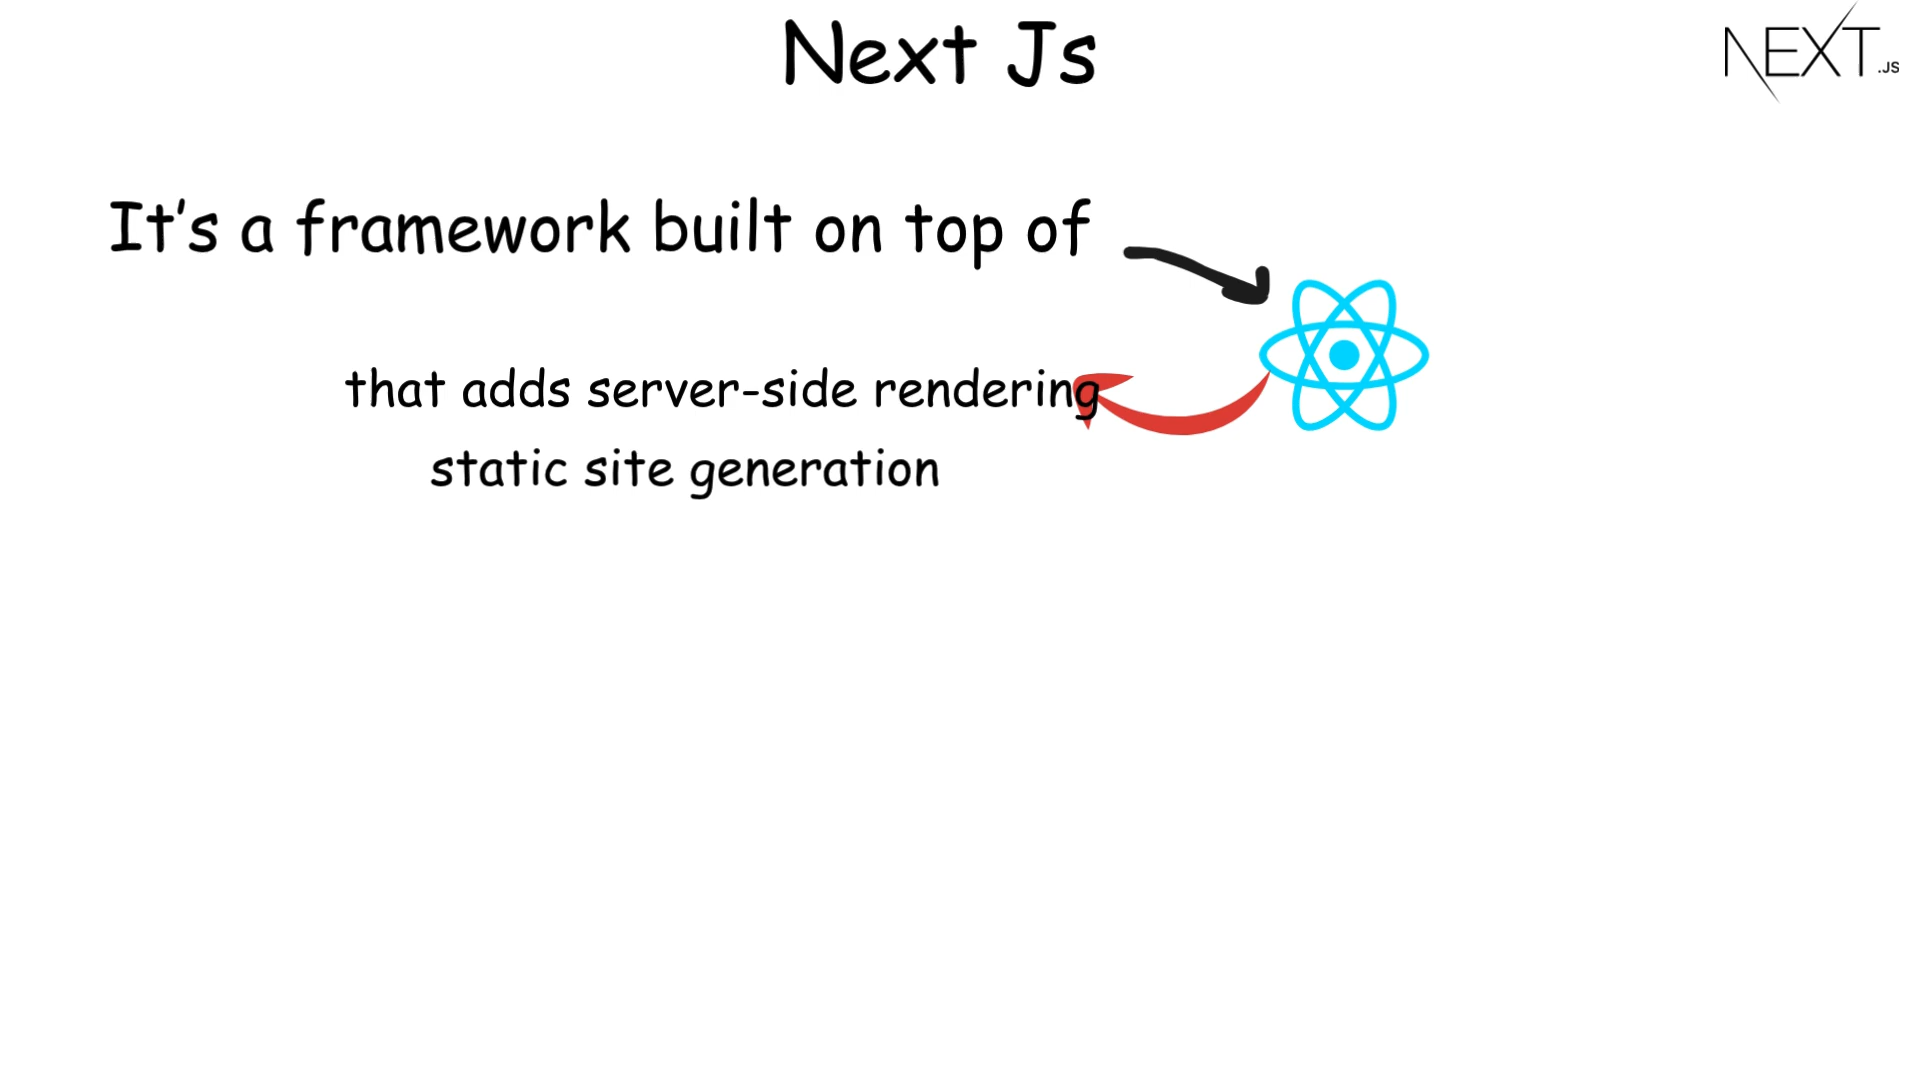 Next Js
NEXT.JS
It's a framework built on top of
that adds server-side rendering
static site generation